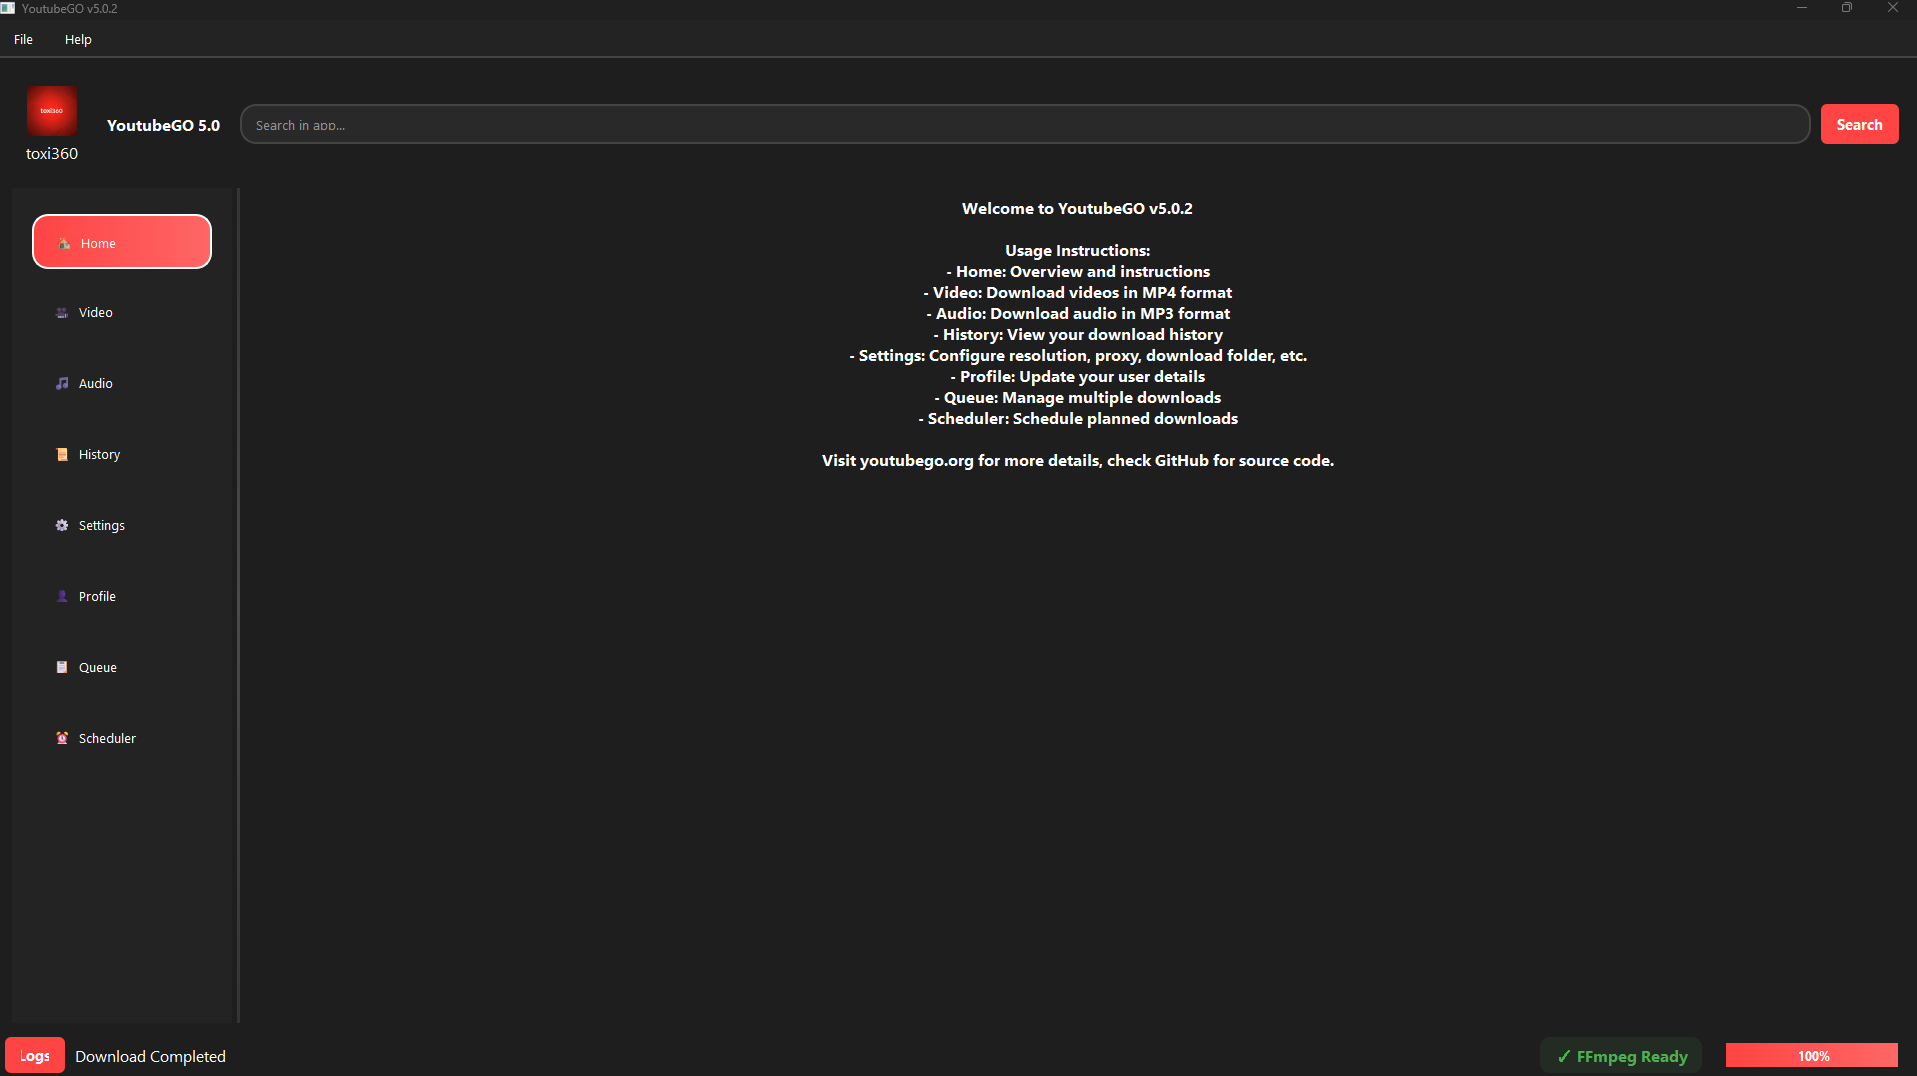 YoutubeGO v5.0.2
File Help
toxi360
toxi360
YoutubeGO 5.0
Search in app...
Search
Home
Video
Audio
History
Settings
Profile
Queue
Scheduler
Welcome to YoutubeGO v5.0.2
Usage Instructions:
- Home: Overview and instructions
- Video: Download videos in MP4 format
- Audio: Download audio in MP3 format
- History: View your download history
- Settings: Configure resolution, proxy, download folder, etc.
- Profile: Update your user details
- Queue: Manage multiple downloads
- Scheduler: Schedule planned downloads
Visit youtubego.org for more details, check GitHub for source code.
Logs
Download Completed
✓ FFmpeg Ready
100%